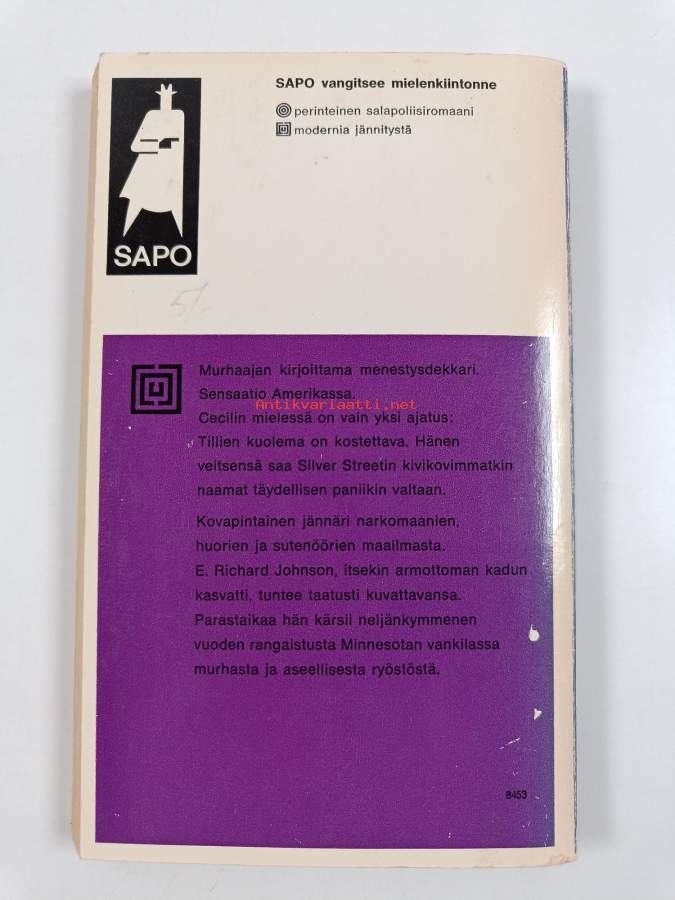 SAPO vangitsee mielenkiintonne
perinteinen salapoliisiromaani
modernia jännitystä
SAPO
5/-
Murhaajan kirjoittama menestysdekkari.
Sensaatio Amerikassa.
Antikvariaatti.net
Cecilin mielessä on vain yksi ajatus:
Tillien kuolema on kostettava. Hänen
veitsensä saa Silver Streetin kivikovimmatkin
naamat täydellisen paniikin valtaan.
Kovapintainen jännäri narkomaanien,
huorien ja sutenöörien maailmasta.
E. Richard Johnson, itsekin armottoman kadun
kasvatti, tuntee taatusti kuvattavansa.
Parastaikaa hän kärsii neljänkymmenen
vuoden rangaistusta Minnesotan vankilassa
murhasta ja aseellisesta ryöstöstä.
8453